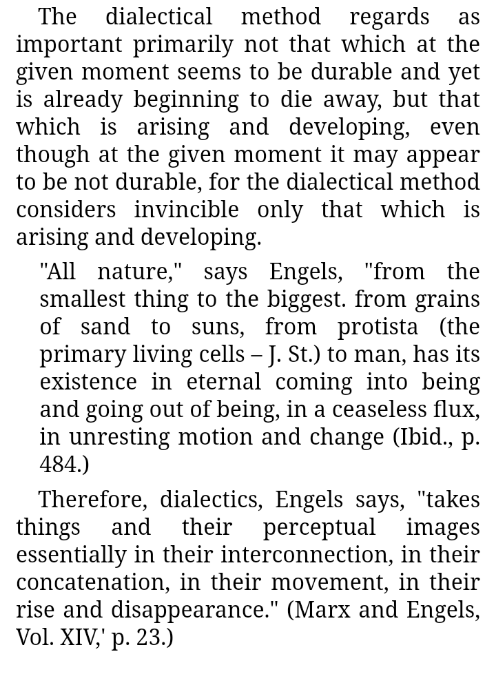 The dialectical method regards as
important primarily not that which at the
given moment seems to be durable and yet
is already beginning to die away, but that
which is arising and developing, even
though at the given moment it may appear
to be not durable, for the dialectical method
considers invincible only that which is
arising and developing.
"All nature," says Engels, "from the
smallest thing to the biggest. from grains
of sand to suns, from protista (the
primary living cells – J. St.) to man, has its
existence in eternal coming into being
and going out of being, in a ceaseless flux,
in unresting motion and change (Ibid., p.
484.)
Therefore, dialectics, Engels says, "takes
things and their perceptual images
essentially in their interconnection, in their
concatenation, in their movement, in their
rise and disappearance." (Marx and Engels,
Vol. XIV,' p. 23.)